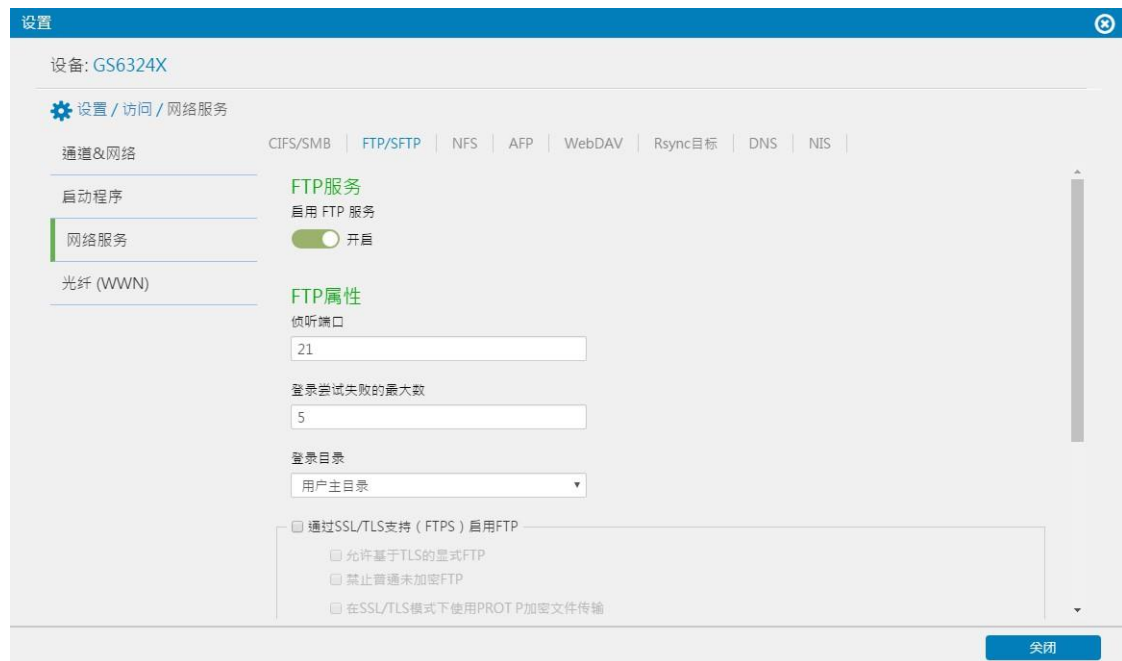 设置
设备: GS6324X
设置 / 访问 / 网络服务
通道&网络
启动程序
网络服务
光纤 (WWN)
CIFS/SMB | FTP/SFTP | NFS | AFP | WebDAV | Rsync目标 | DNS | NIS |
FTP服务
启用 FTP 服务
开启
FTP属性
侦听端口
21
登录尝试失败的最大数
5
登录目录
用户主目录
通过SSL/TLS支持（FTPS）启用FTP
允许基于TLS的显式FTP
禁止普通未加密FTP
在SSL/TLS模式下使用PROT P加密文件传输
关闭